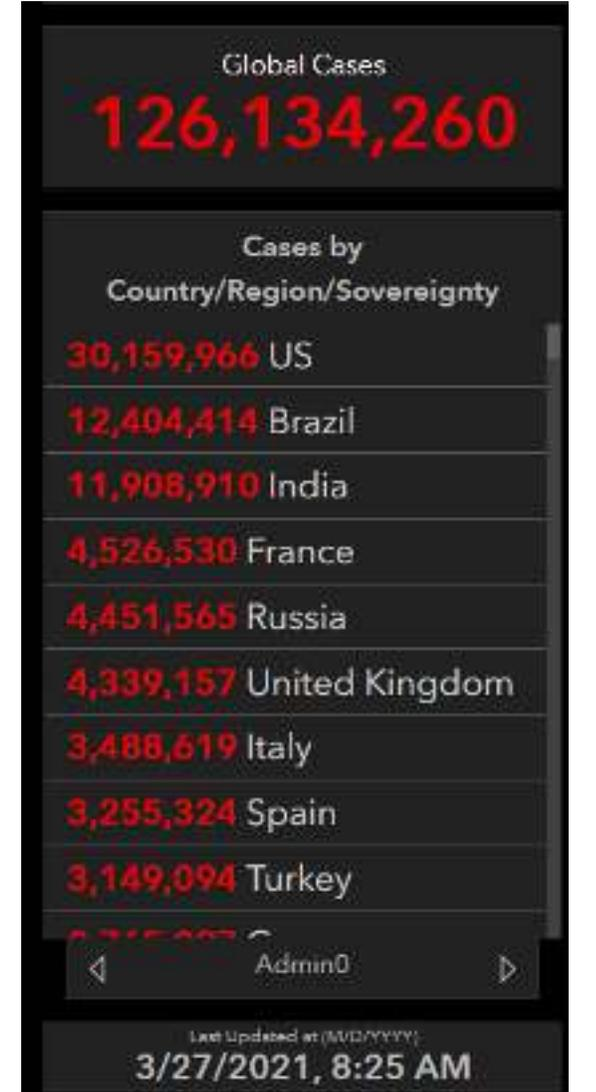 Global Cases
126,134,260
Cases by
Country/Region/Sovereignty
30,159,966 US
12,404,414 Brazil
11,908,910 India
4,526,530 France
4,451,565 Russia
4,339,157 United Kingdom
3,488,619 Italy
3,255,324 Spain
3,149,094 Turkey
Admin0
Last Updated at (M/D/YYYY)
3/27/2021, 8:25 AM